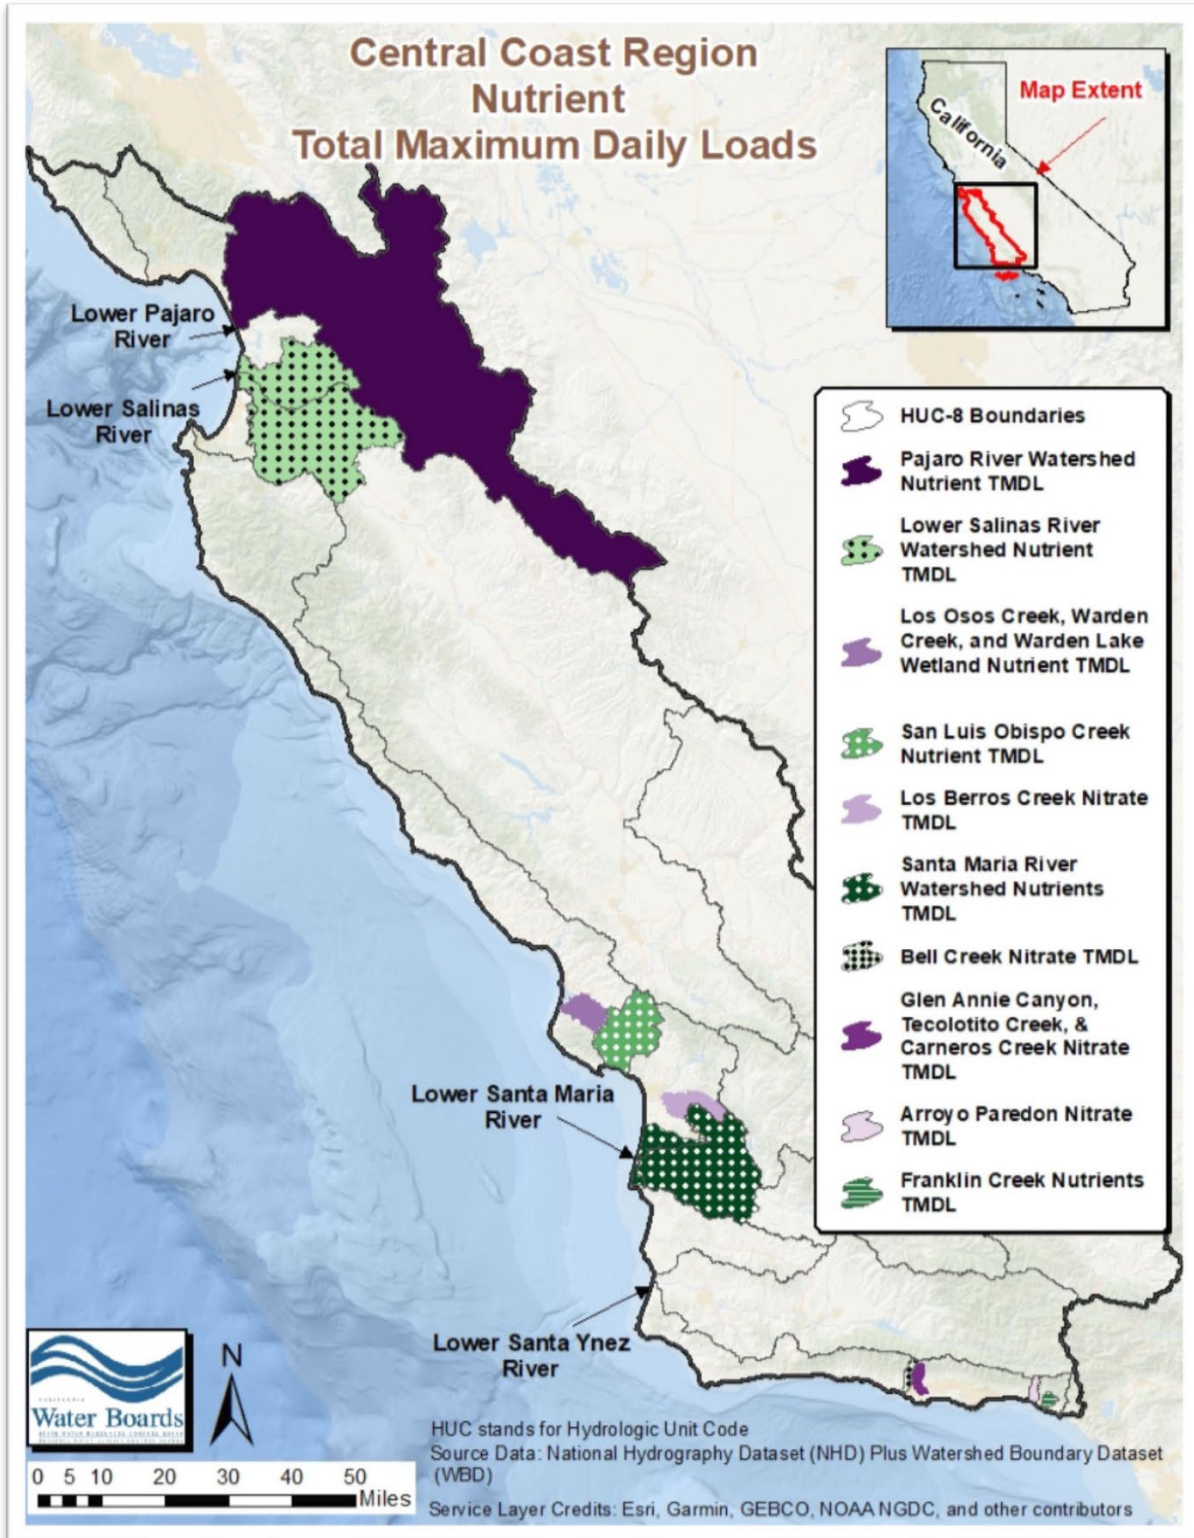 Central Coast Region
Nutrient
Total Maximum Daily Loads
California
Map Extent
Lower Pajaro
River
Lower Salinas
River
HUC-8 Boundaries
Pajaro River Watershed
Nutrient TMDL
Lower Salinas River
Watershed Nutrient
TMDL
Los Osos Creek, Warden
Creek, and Warden Lake
Wetland Nutrient TMDL
San Luis Obispo Creek
Nutrient TMDL
Los Berros Creek Nitrate
TMDL
Santa Maria River
Watershed Nutrients
TMDL
Bell Creek Nitrate TMDL
Glen Annie Canyon,
Tecolotito Creek, &
Carneros Creek Nitrate
TMDL
Arroyo Paredon Nitrate
TMDL
Franklin Creek Nutrients
TMDL
Lower Santa Maria
River
Lower Santa Ynez
River
CALIFORNIA
Water Boards
N
0 5 10 20 30 40 50
Miles
HUC stands for Hydrologic Unit Code
Source Data: National Hydrography Dataset (NHD) Plus Watershed Boundary Dataset
(WBD)
Service Layer Credits: Esri, Garmin, GEBCO, NOAA NGDC, and other contributors